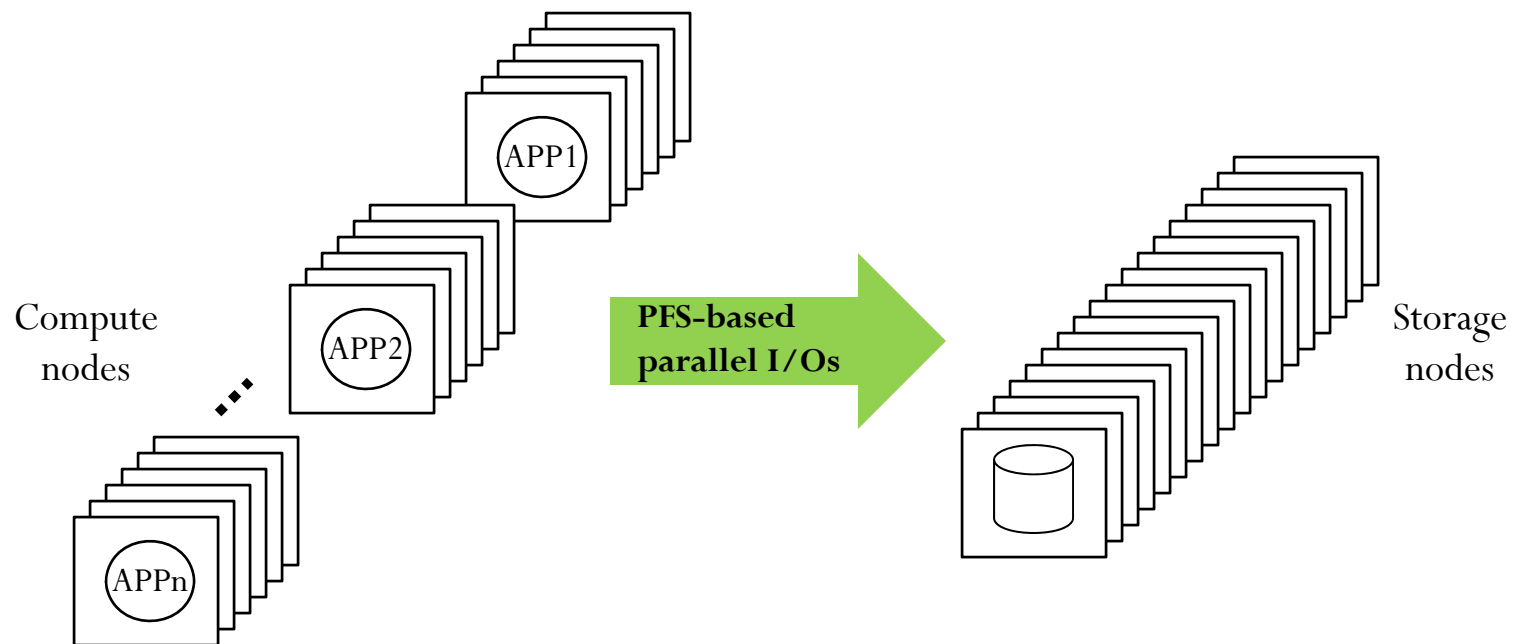 APP1
Compute
nodes
APP2
APPn
PFS-based
parallel I/Os
Storage
nodes